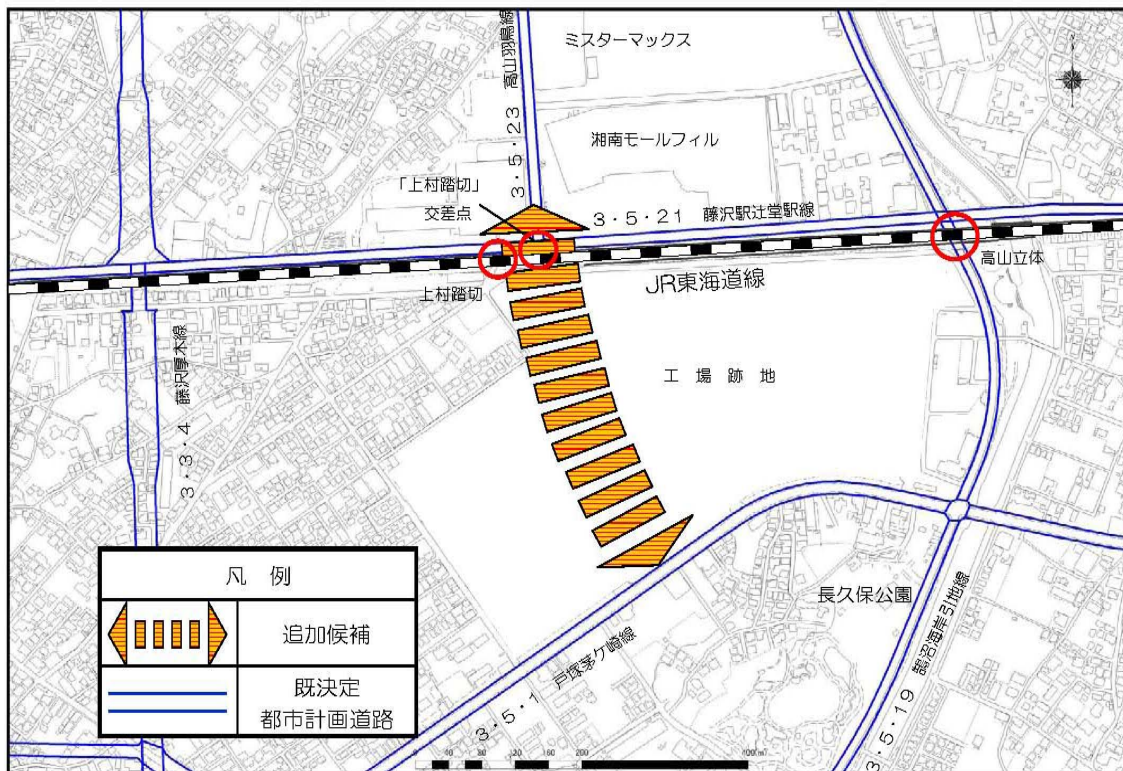 ミスターマックス
3・5・23 高山羽鳥線
湘南モールフィル
「上村踏切」
交差点
3・5・21 藤沢駅辻堂駅線
高山立体
JR東海道線
上村踏切
3・3・4 藤沢厚木線
工場跡地
凡例
追加候補
既決定
都市計画道路
長久保公園
3・5・1 戸塚茅ケ崎線
3・5・19 鵠沼海岸引地線